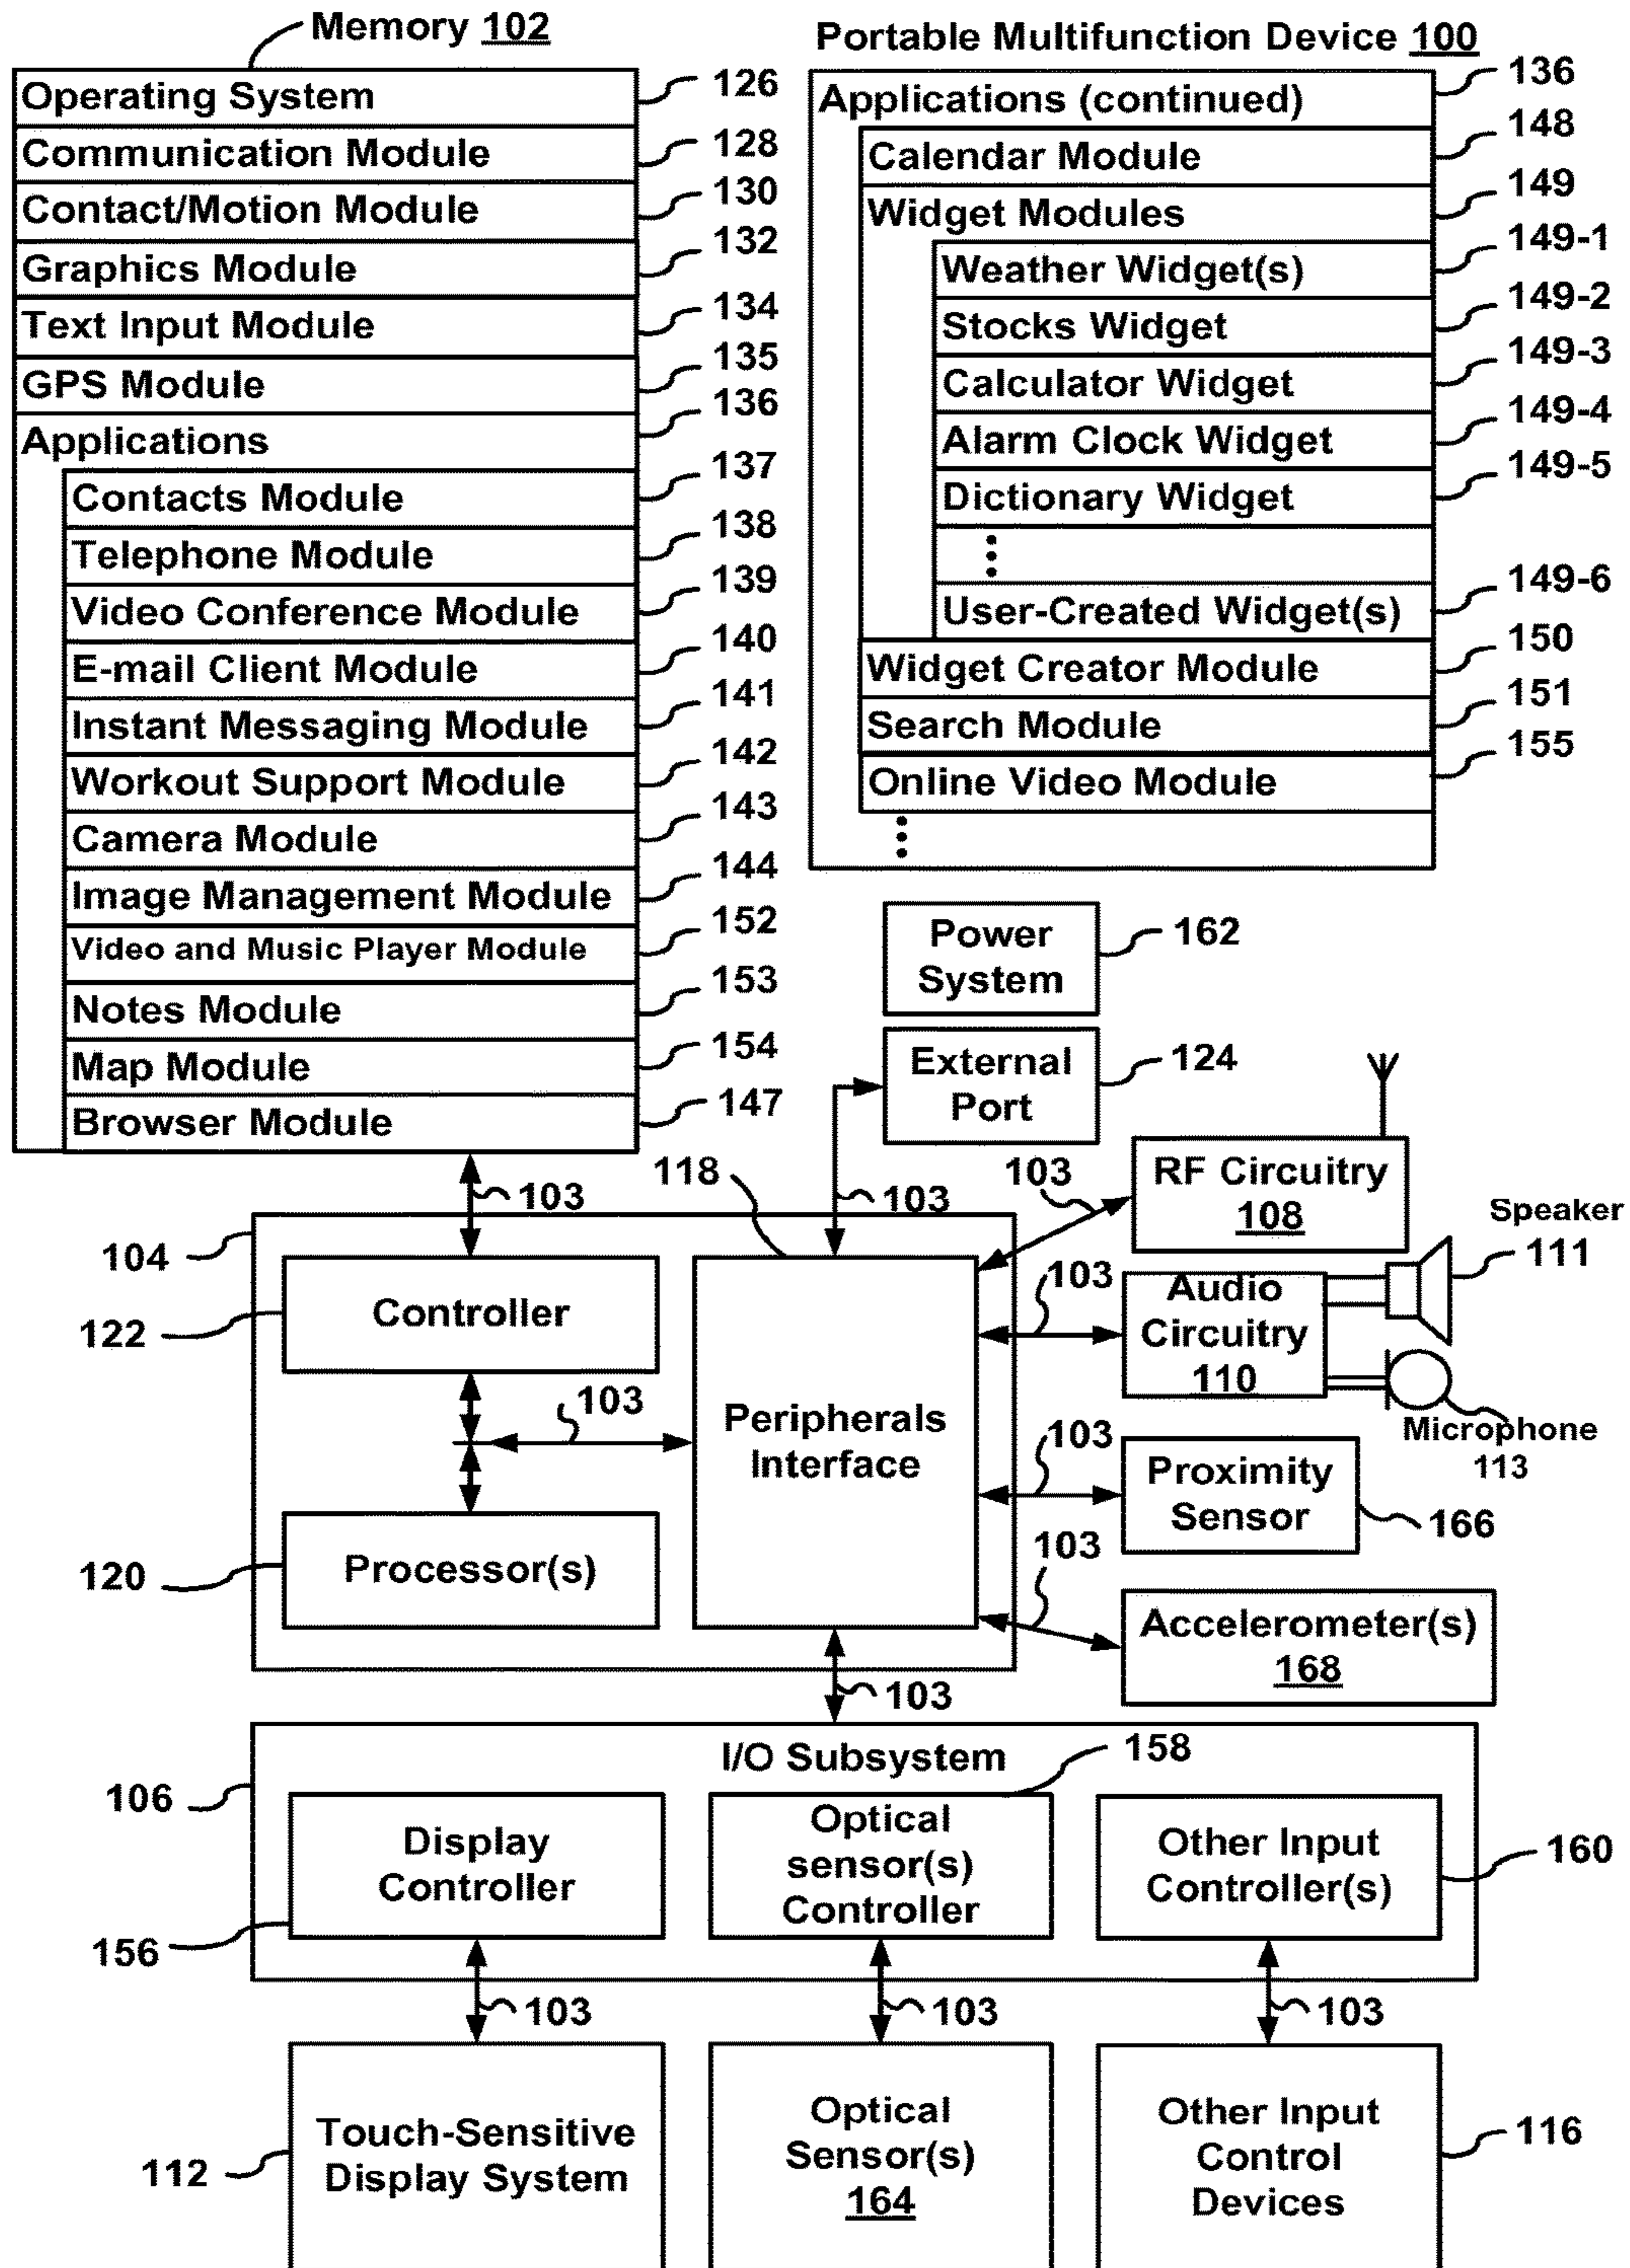 Memory 102
Operating System 126
Communication Module 128
Contact/Motion Module 130
Graphics Module 132
Text Input Module 134
GPS Module 135
Applications 136
Contacts Module 137
Telephone Module 138
Video Conference Module 139
E-mail Client Module 140
Instant Messaging Module 141
Workout Support Module 142
Camera Module 143
Image Management Module 144
Video and Music Player Module 152
Notes Module 153
Map Module 154
Browser Module 147
Portable Multifunction Device 100
Applications (continued) 136
Calendar Module 148
Widget Modules 149
Weather Widget(s) 149-1
Stocks Widget 149-2
Calculator Widget 149-3
Alarm Clock Widget 149-4
Dictionary Widget 149-5
User-Created Widget(s) 149-6
Widget Creator Module 150
Search Module 151
Online Video Module 155
Power
System
162
External
Port
124
103
118
103
103
RF Circuitry
108
Speaker
111
104
Controller
122
103
Audio
Circuitry
110
103
Peripherals
Interface
Microphone
113
103
Proximity
Sensor
166
120
Processor(s)
103
Accelerometer(s)
168
103
I/O Subsystem
158
106
Display
Controller
156
Optical
sensor(s)
Controller
Other Input
Controller(s)
160
103
103
103
Touch-Sensitive
Display System
112
Optical
Sensor(s)
164
Other Input
Control
Devices
116